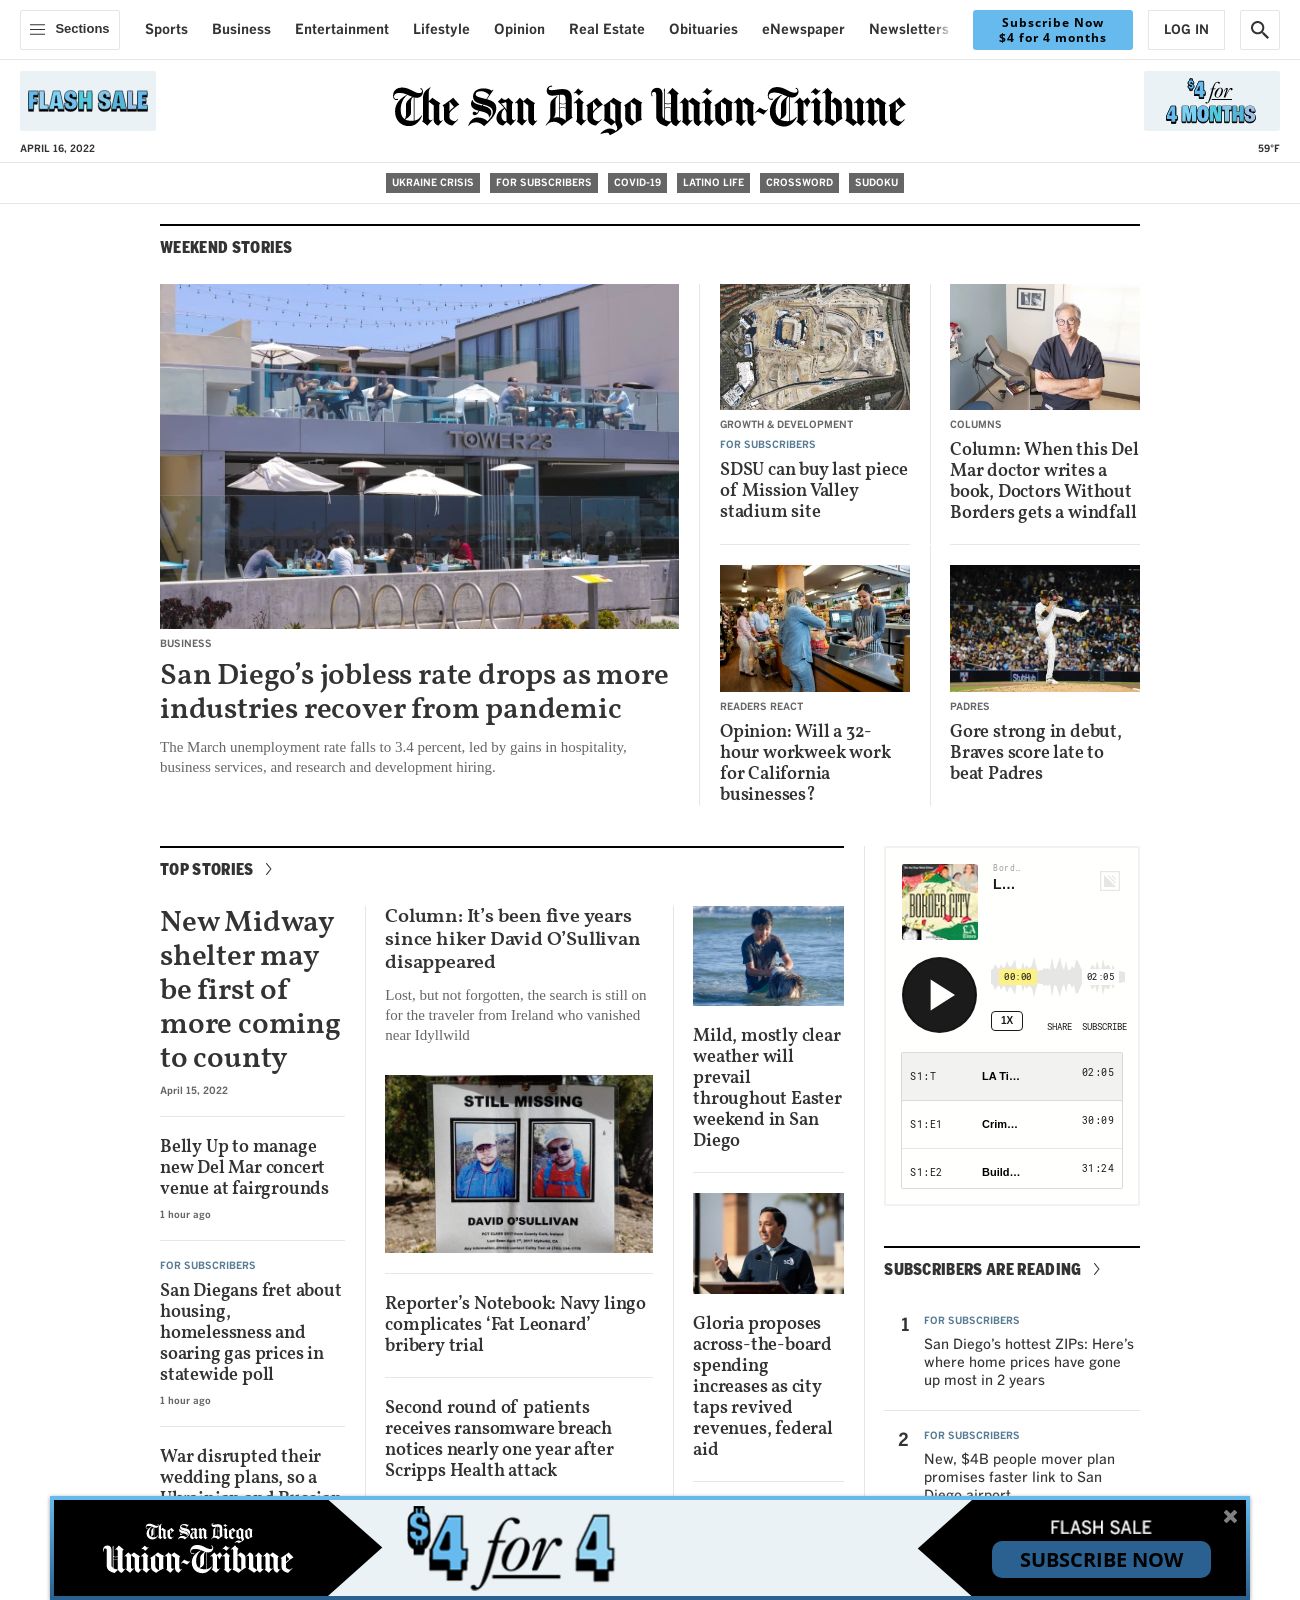 Sections
Sports
Business
Entertainment
Lifestyle
Opinion
Real Estate
Obituaries
eNewspaper
Newsletters
Subscribe Now
$4 for 4 months
LOG IN
FLASH SALE
The San Diego Union-Tribune
$4 for
4 MONTHS
APRIL 16, 2022
59°F
UKRAINE CRISIS
FOR SUBSCRIBERS
COVID-19
LATINO LIFE
CROSSWORD
SUDOKU
WEEKEND STORIES
TOWER23
BUSINESS
San Diego’s jobless rate drops as more
industries recover from pandemic
The March unemployment rate falls to 3.4 percent, led by gains in hospitality,
business services, and research and development hiring.
GROWTH & DEVELOPMENT
FOR SUBSCRIBERS
SDSU can buy last piece
of Mission Valley
stadium site
READERS REACT
Opinion: Will a 32-
hour workweek work
for California
businesses?
COLUMNS
Column: When this Del
Mar doctor writes a
book, Doctors Without
Borders gets a windfall
StubHub
PADRES
Gore strong in debut,
Braves score late to
beat Padres
TOP STORIES
New Midway
shelter may
be first of
more coming
to county
April 15, 2022
Belly Up to manage
new Del Mar concert
venue at fairgrounds
1 hour ago
FOR SUBSCRIBERS
San Diegans fret about
housing,
homelessness and
soaring gas prices in
statewide poll
1 hour ago
War disrupted their
wedding plans, so a
Ukrainian and Russian
Column: It’s been five years
since hiker David O’Sullivan
disappeared
Lost, but not forgotten, the search is still on
for the traveler from Ireland who vanished
near Idyllwild
STILL MISSING
DAVID O’SULLIVAN
Reporter’s Notebook: Navy lingo
complicates ‘Fat Leonard’
bribery trial
Second round of patients
receives ransomware breach
notices nearly one year after
Scripps Health attack
Mild, mostly clear
weather will
prevail
throughout Easter
weekend in San
Diego
Gloria proposes
across-the-board
spending
increases as city
taps revived
revenues, federal
aid
BORDER CITY
LA
Times
Bord…
L…
00:00
02:05
1X
SHARE
SUBSCRIBE
S1:T
LA Ti…
02:05
S1:E1
Crim…
30:09
S1:E2
Build…
31:24
SUBSCRIBERS ARE READING
1
FOR SUBSCRIBERS
San Diego’s hottest ZIPs: Here’s
where home prices have gone
up most in 2 years
2
FOR SUBSCRIBERS
New, $4B people mover plan
promises faster link to San
Diego airport
The San Diego
Union-Tribune
$4 for 4
FLASH SALE
SUBSCRIBE NOW